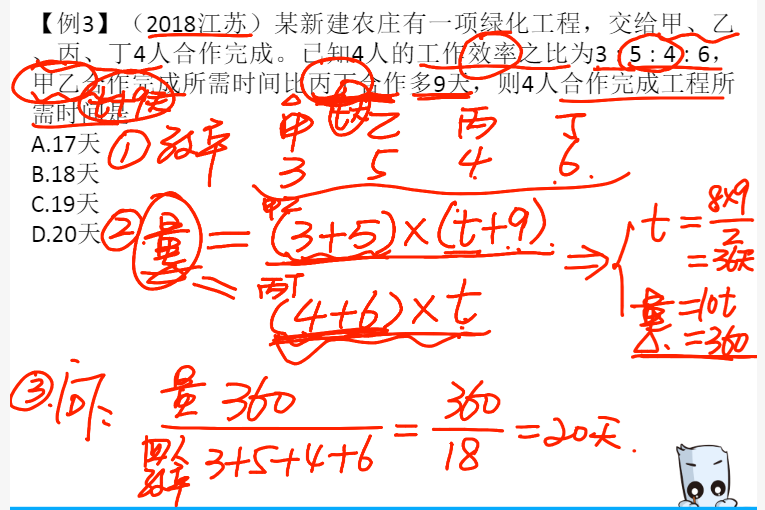 【例3】（2018江苏）某新建农庄有一项绿化工程，交给甲、乙
、丙、丁4人合作完成。已知4人的工作效率之比为3：5：4：6，
甲乙合作完成所需时间比丙丁合作多9天，则4人合作完成工程所
需时间是
A.17天
B.18天
C.19天
D.20天
甲 乙 丙 丁
① 效率 3 5 4 6
甲乙
② 量 = (3+5)×(t+9)
丙丁
= (4+6)×t
⇒ t = 8×9/2
= 36天
量 = 10t
= 360
③ 问: 量 360 / 四人效率 3+5+4+6 = 360/18 = 20天.